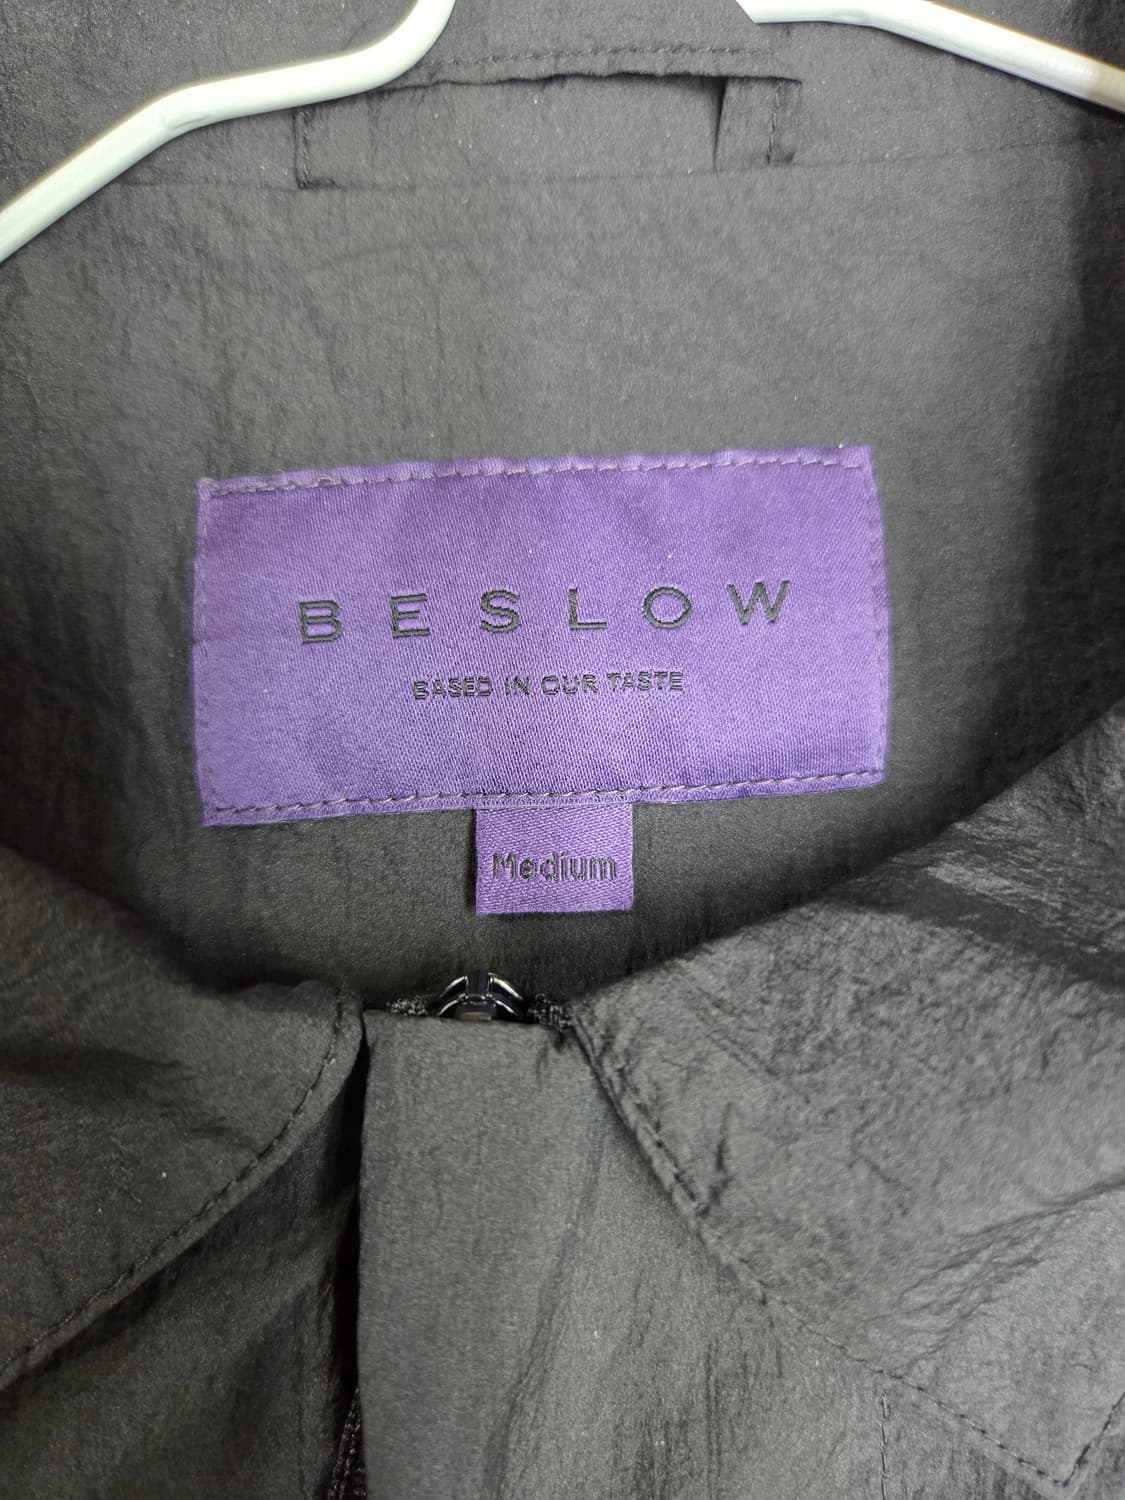 BESLOW
BASED IN OUR TASTE
Medium